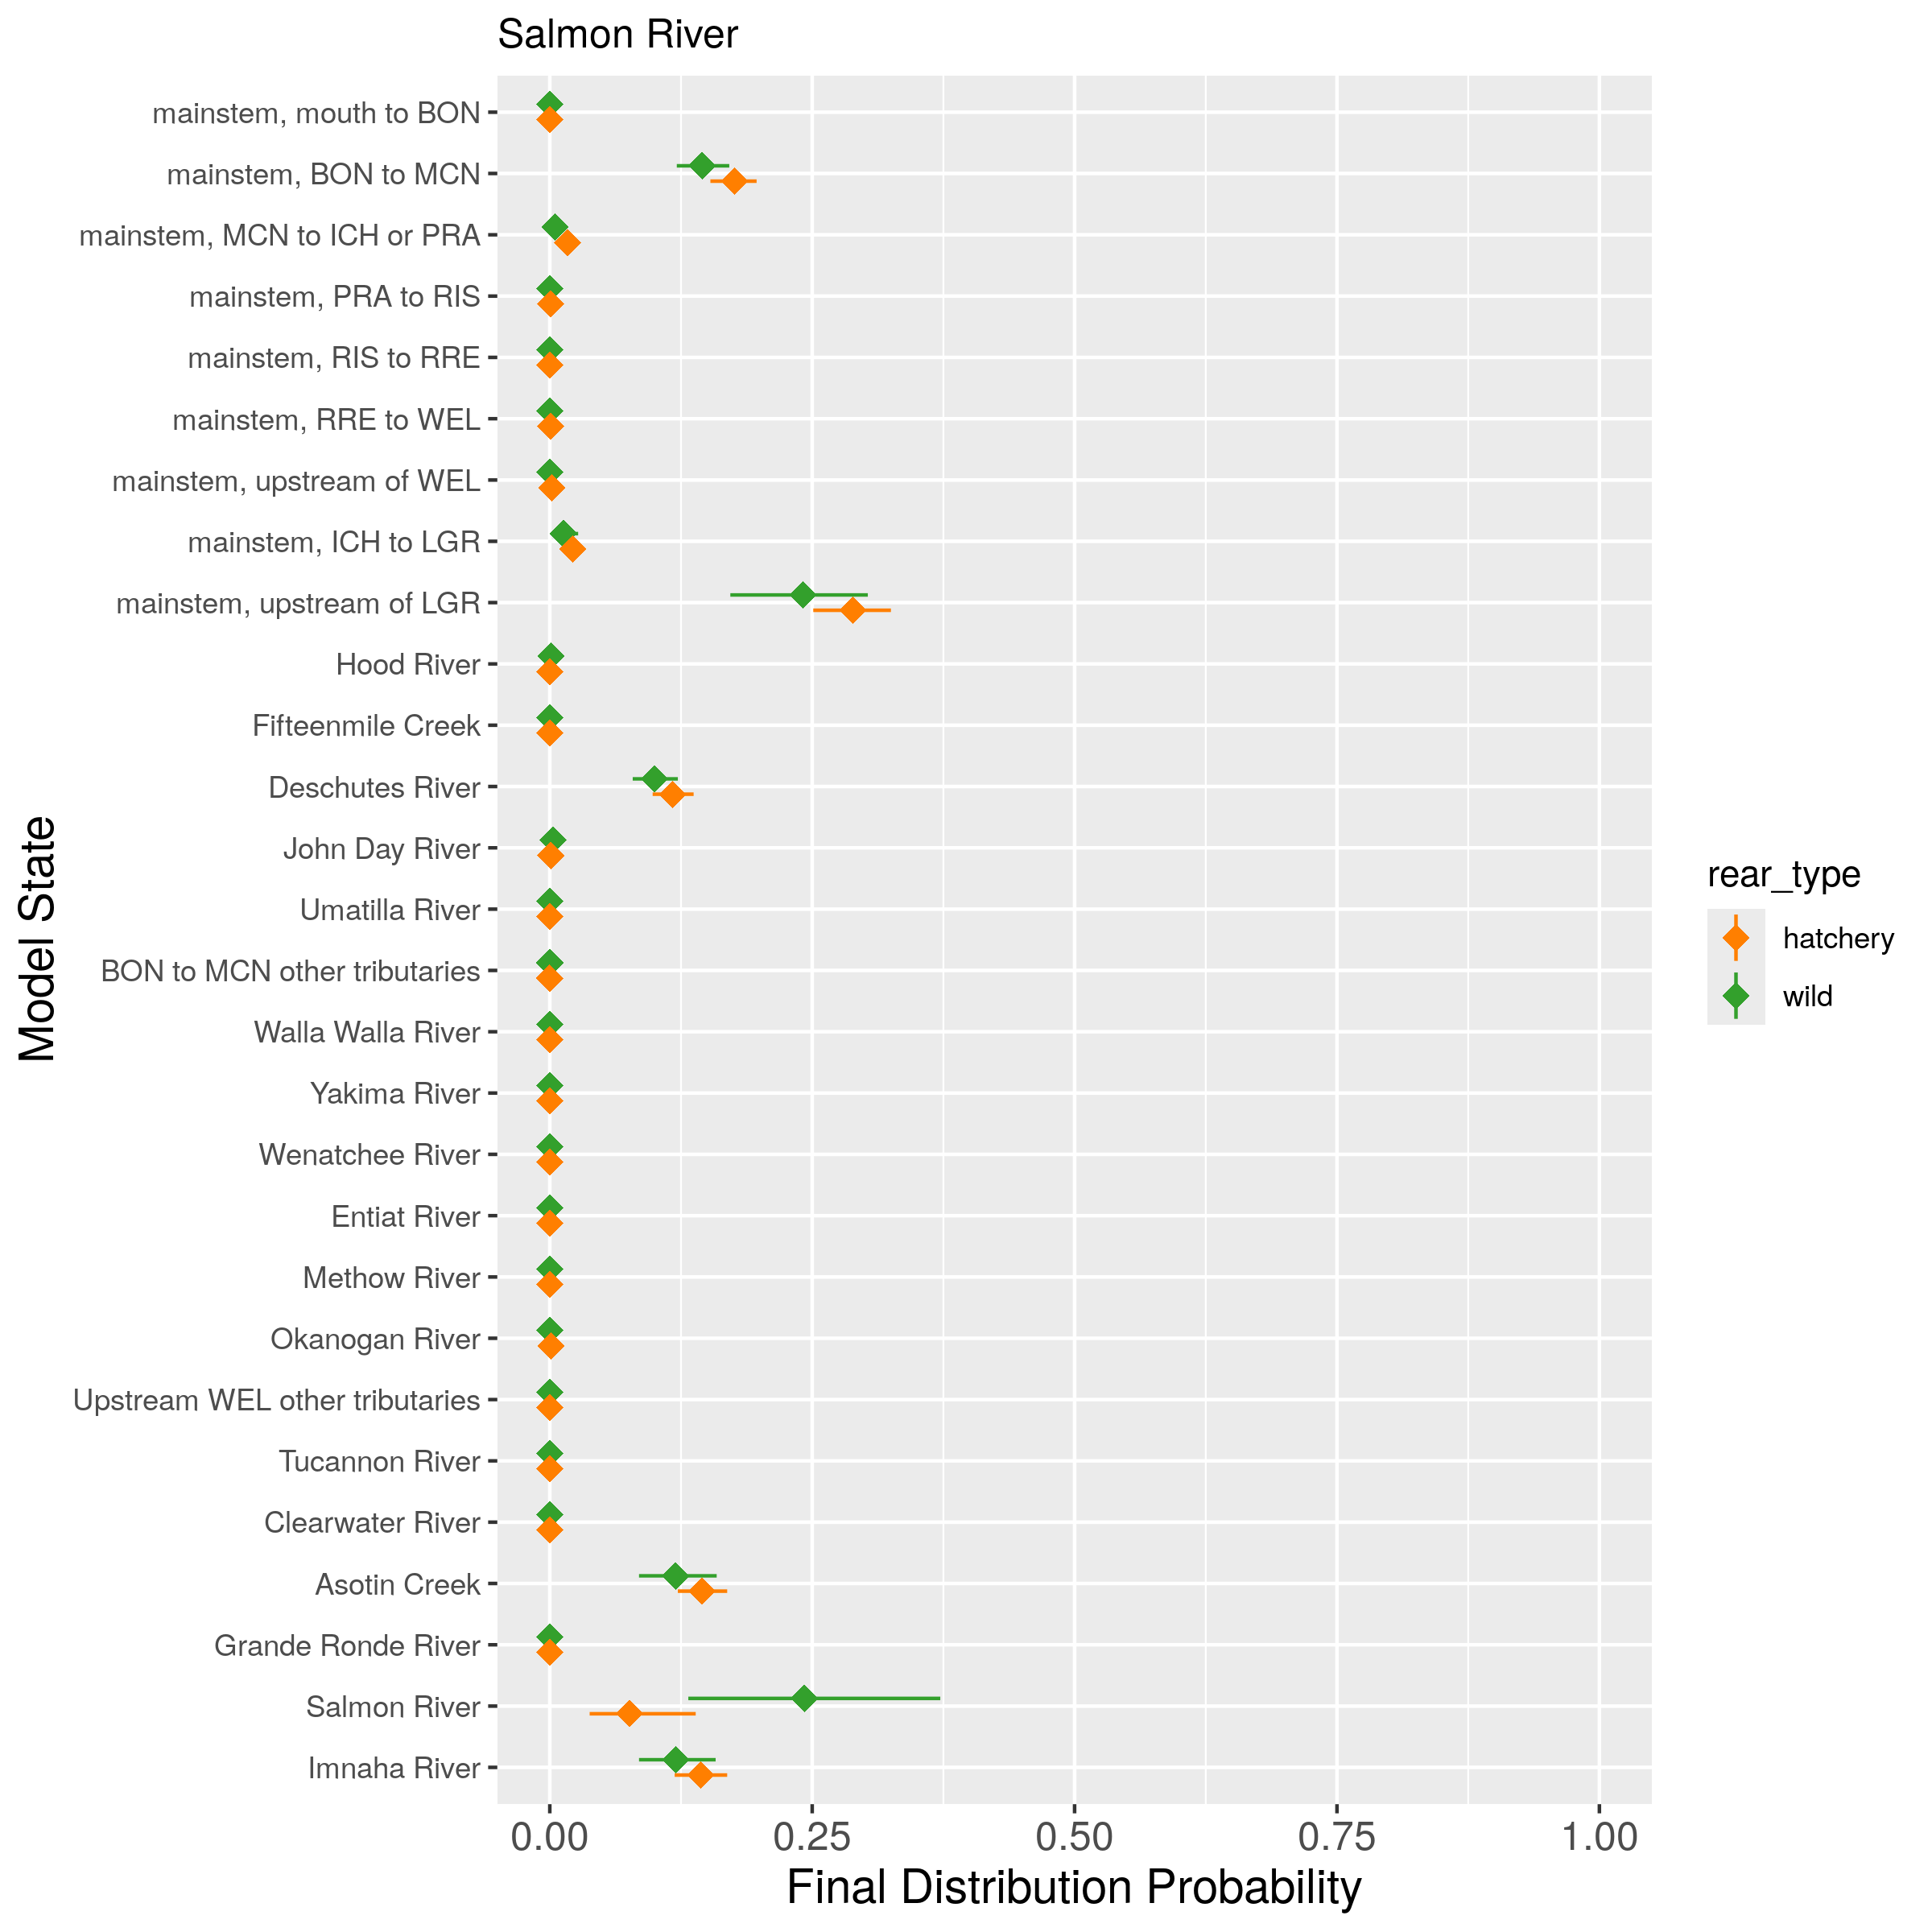 Salmon River
mainstem, mouth to BON
mainstem, BON to MCN
mainstem, MCN to ICH or PRA
mainstem, PRA to RIS
mainstem, RIS to RRE
mainstem, RRE to WEL
mainstem, upstream of WEL
mainstem, ICH to LGR
mainstem, upstream of LGR
Hood River
Fifteenmile Creek
Deschutes River
John Day River
Umatilla River
BON to MCN other tributaries
Walla Walla River
Yakima River
Wenatchee River
Entiat River
Methow River
Okanogan River
Upstream WEL other tributaries
Tucannon River
Clearwater River
Asotin Creek
Grande Ronde River
Salmon River
Imnaha River
Model State
0.00 0.25 0.50 0.75 1.00
Final Distribution Probability
rear_type
hatchery
wild